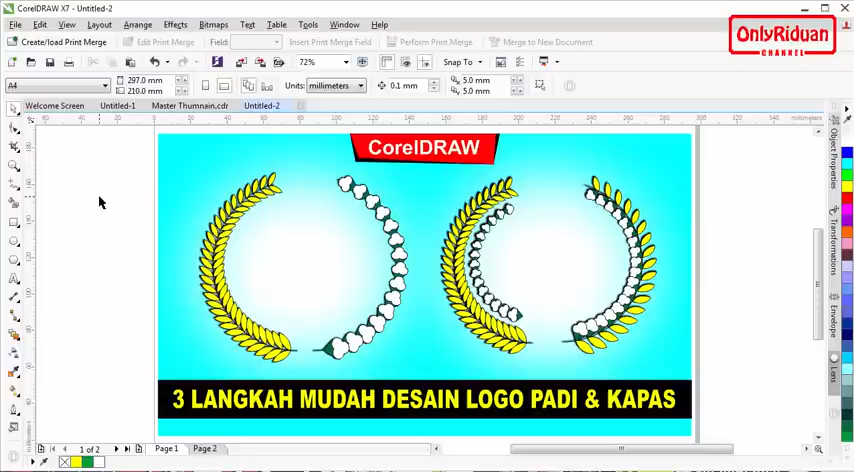 CorelDRAW X7 - Untitled-2
File Edit View Layout Arrange Effects Bitmaps Text Table Tools Window Help
OnlyRiduan
CHANNEL
Create/load Print Merge Edit Print Merge Field: Insert Print Merge Field Perform Print Merge Merge to New Document
72% Snap To
A4 297.0 mm 210.0 mm Units: millimeters 0.1 mm 5.0 mm 5.0 mm
Welcome Screen Untitled-1 Master Thumnain.cdr Untitled-2
millimeters
CorelDRAW
3 LANGKAH MUDAH DESAIN LOGO PADI & KAPAS
Object Properties
Transformations
Envelope
Lens
1 of 2 Page 1 Page 2